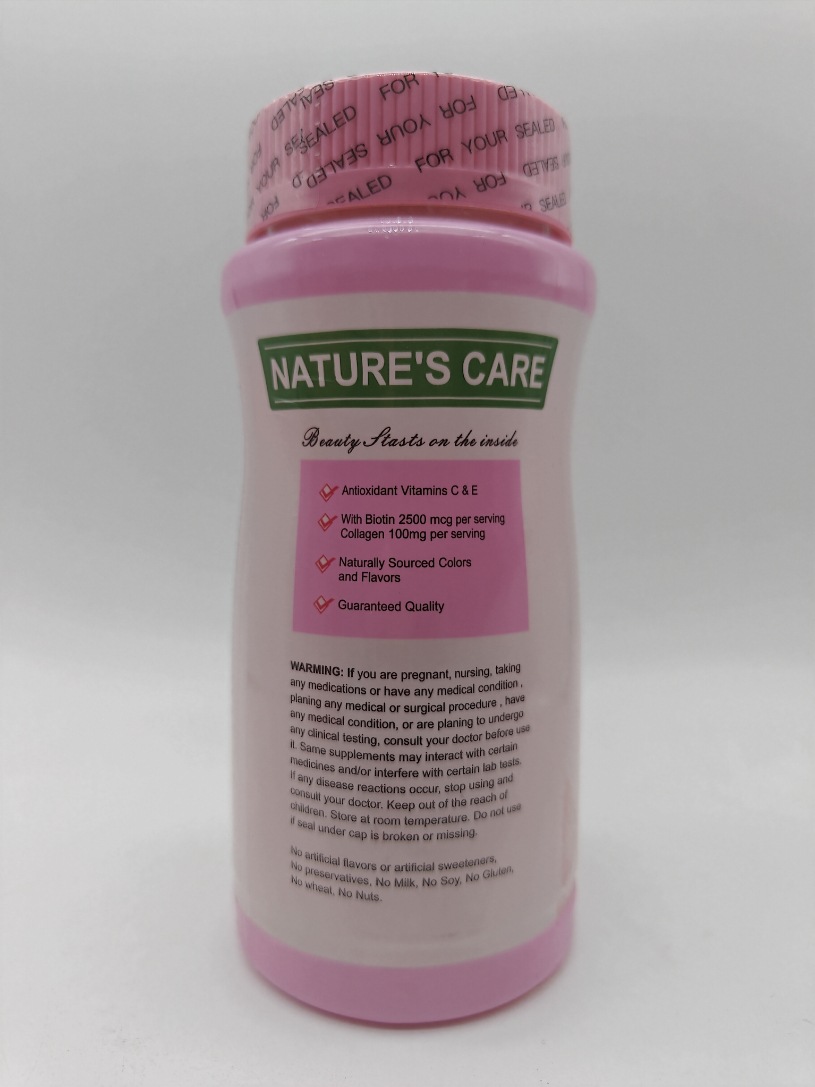 FOR
SEALED
FOR YOUR SEALED
SEALED
NATURE'S CARE
Beauty Stasts on the inside
Antioxidant Vitamins C & E
With Biotin 2500 mcg per serving
Collagen 100mg per serving
Naturally Sourced Colors
and Flavors
Guaranteed Quality
WARMING: If you are pregnant, nursing, taking
any medications or have any medical condition ,
planing any medical or surgical procedure , have
any medical condition, or are planing to undergo
any clinical testing, consult your doctor before use
it. Same supplements may interact with certain
medicines and/or interfere with certain lab tests.
If any disease reactions occur, stop using and
consult your doctor. Keep out of the reach of
children. Store at room temperature. Do not use
if seal under cap is broken or missing.
No artificial flavors or artificial sweeteners,
No preservatives, No Milk, No Soy, No Gluten,
No wheat, No Nuts.